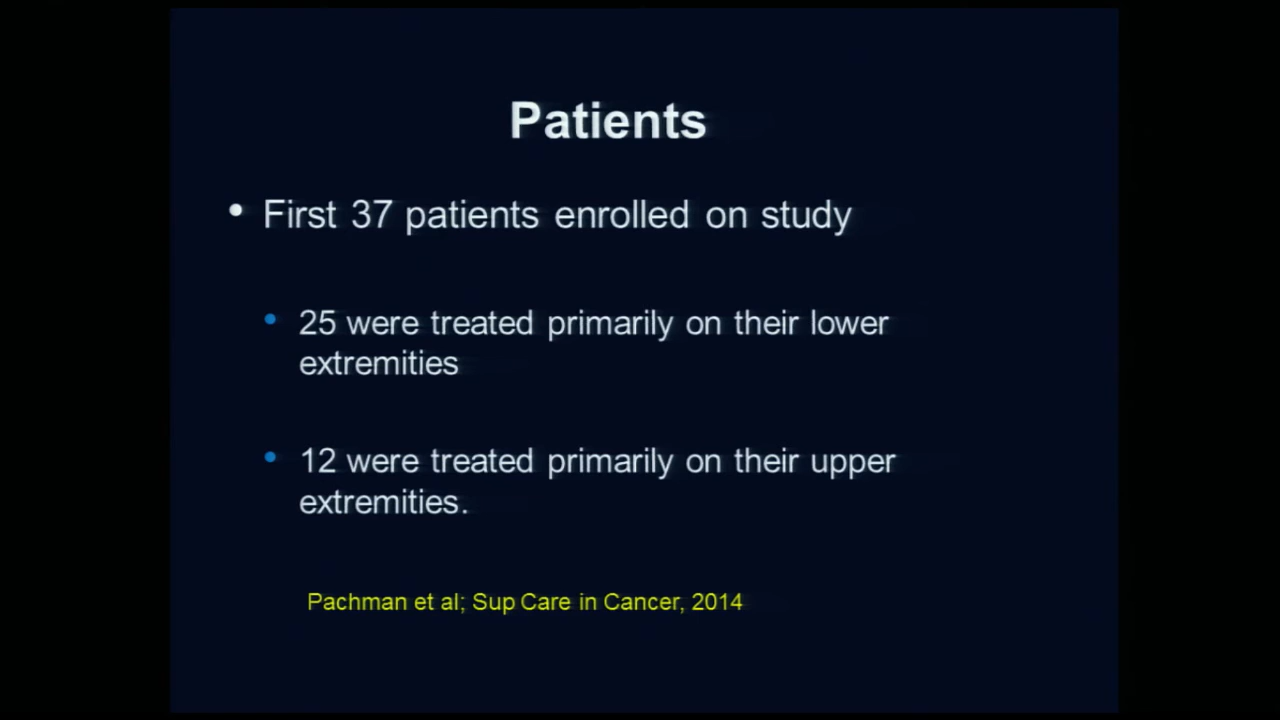 Patients
• First 37 patients enrolled on study
• 25 were treated primarily on their lower
extremities
• 12 were treated primarily on their upper
extremities.
Pachman et al; Sup Care in Cancer, 2014